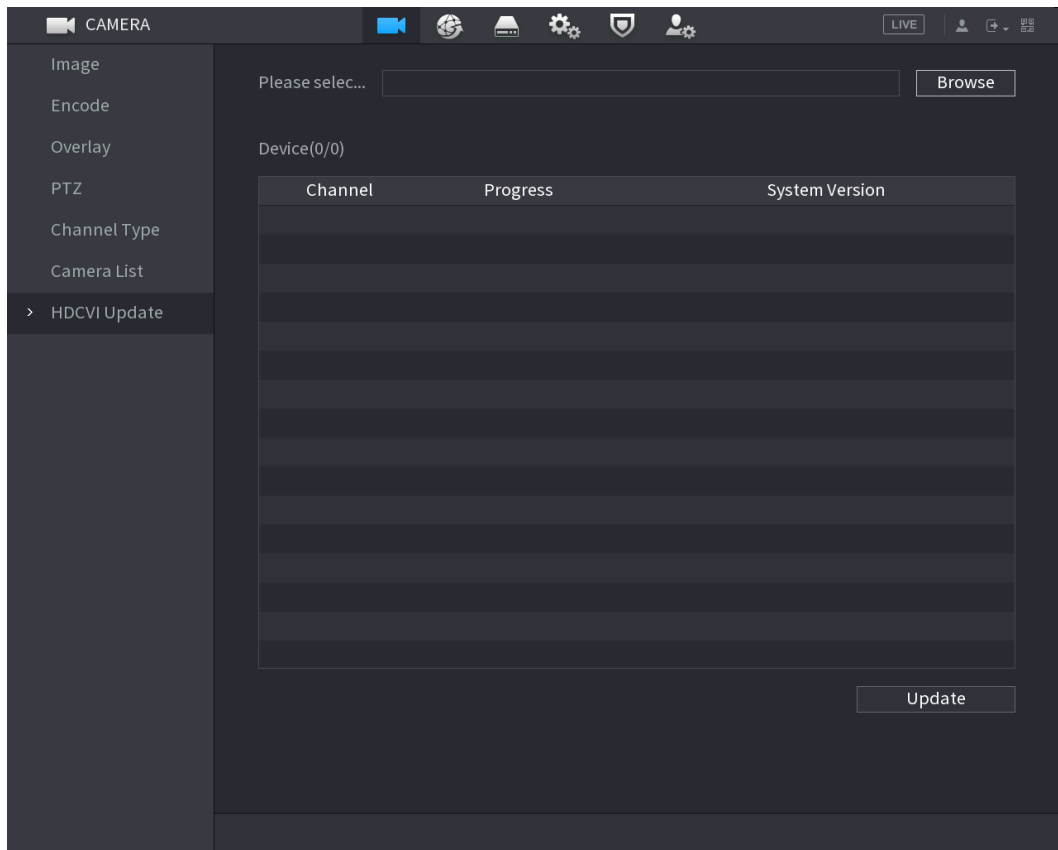 CAMERA
LIVE
Image
Encode
Overlay
PTZ
Channel Type
Camera List
HDCVI Update
Please selec...
Browse
Device(0/0)
Channel Progress System Version
Update